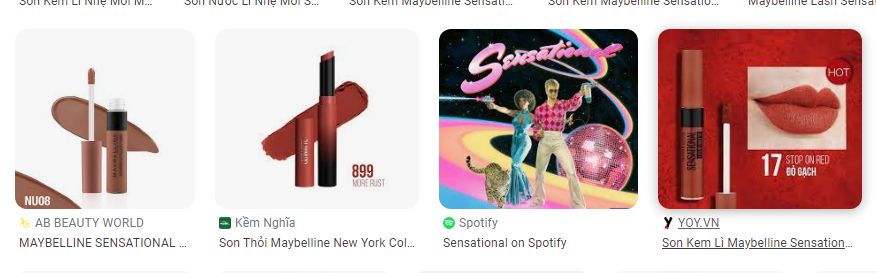 Son Kem Lì Nhẹ Môi M...
Son Nước Lì Nhẹ Môi S...
Son Kem Maybelline Sensati...
Son Kem Maybelline Sensatio...
Maybelline Lash Sensat
NU08
AB BEAUTY WORLD
MAYBELLINE SENSATIONAL ...
899
MORE RUST
Kềm Nghĩa
Son Thỏi Maybelline New York Col...
Sensational
Spotify
Sensational on Spotify
HOT
SENSATIONAL
17 STOP ON RED
ĐỎ GẠCH
YOY.VN
Son Kem Lì Maybelline Sensation...